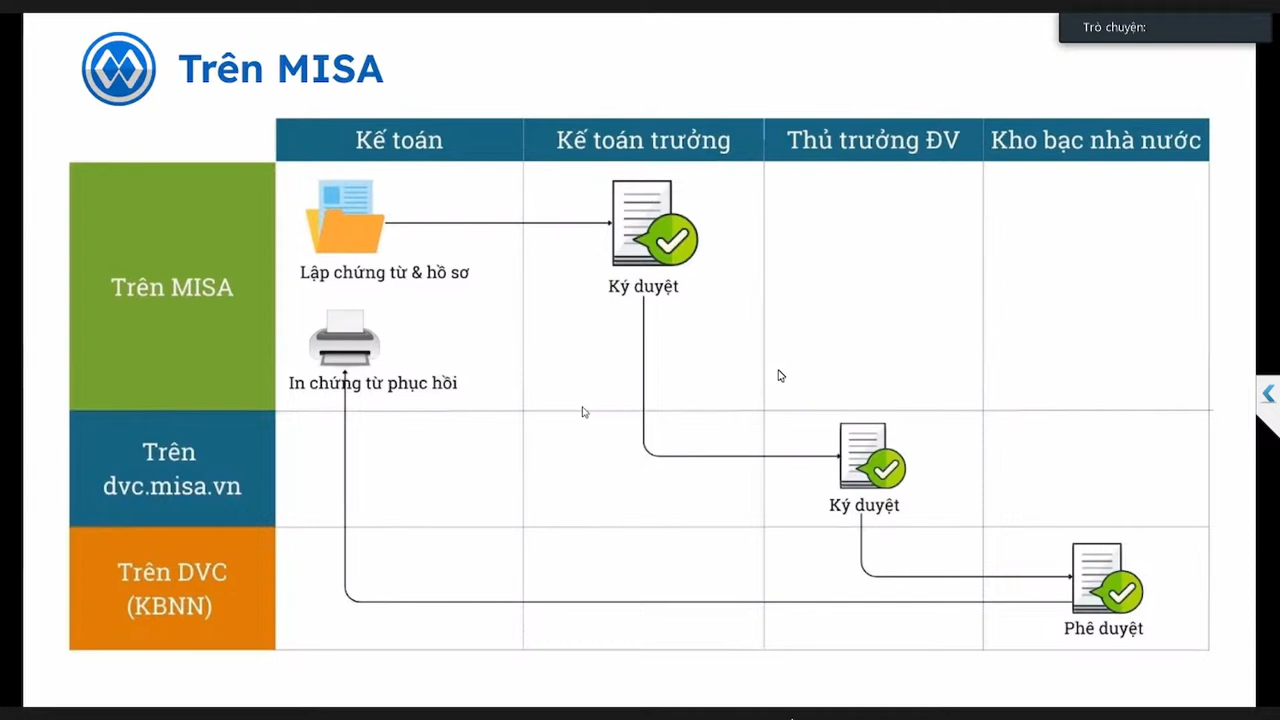 Trò chuyện:
Trên MISA
Kế toán
Kế toán trưởng
Thủ trưởng ĐV
Kho bạc nhà nước
Trên MISA
Lập chứng từ & hồ sơ
Ký duyệt
In chứng từ phục hồi
Trên
dvc.misa.vn
Ký duyệt
Trên DVC
(KBNN)
Phê duyệt